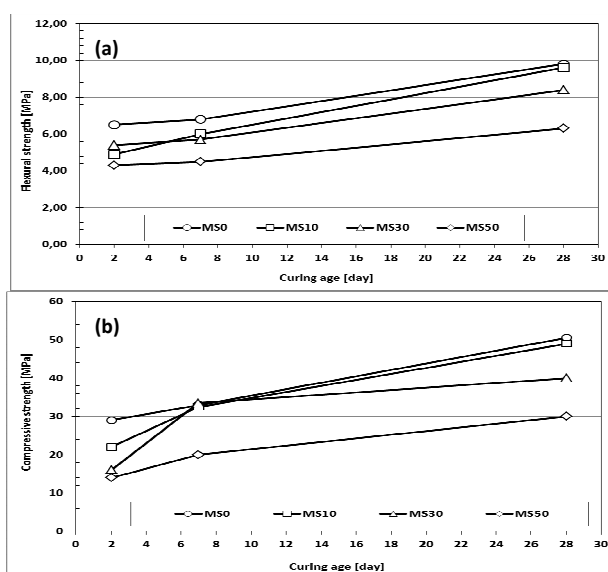 (a)
Flexural strength [MPa]
12,00
10,00
8,00
6,00
4,00
2,00
0,00
MS0 MS10 MS30 MS50
0 2 4 6 8 10 12 14 16 18 20 22 24 26 28 30
Curing age [day]
(b)
Compressive strength [MPa]
60
50
40
30
20
10
0
MS0 MS10 MS30 MS50
0 2 4 6 8 10 12 14 16 18 20 22 24 26 28 30
Curing age [day]